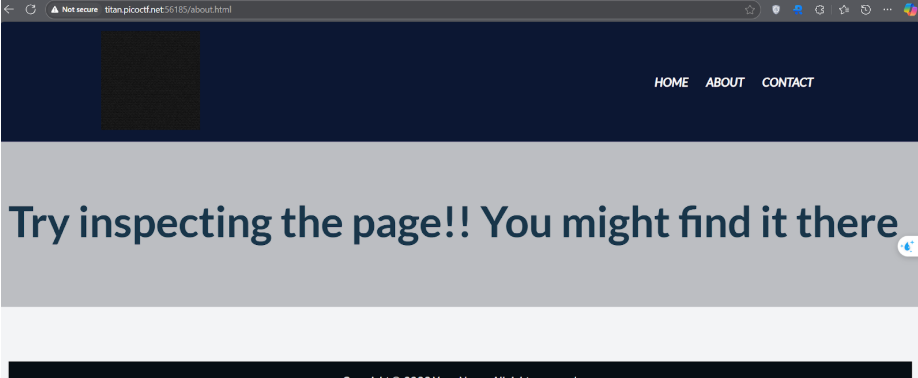 Not secure titan.picoctf.net:56185/about.html
HOME ABOUT CONTACT
Try inspecting the page!! You might find it there